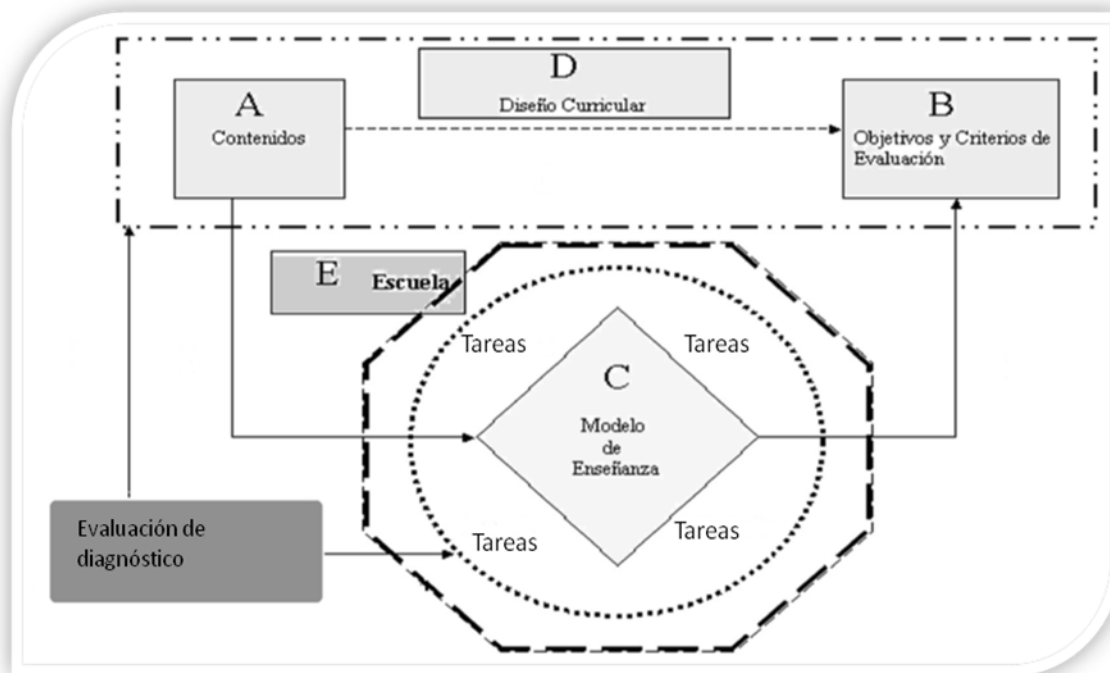 D
Diseño Curricular
A
Contenidos
B
Objetivos y Criterios de
Evaluación
E Escuela
Tareas
Tareas
C
Modelo
de
Enseñanza
Evaluación de
diagnóstico
Tareas
Tareas